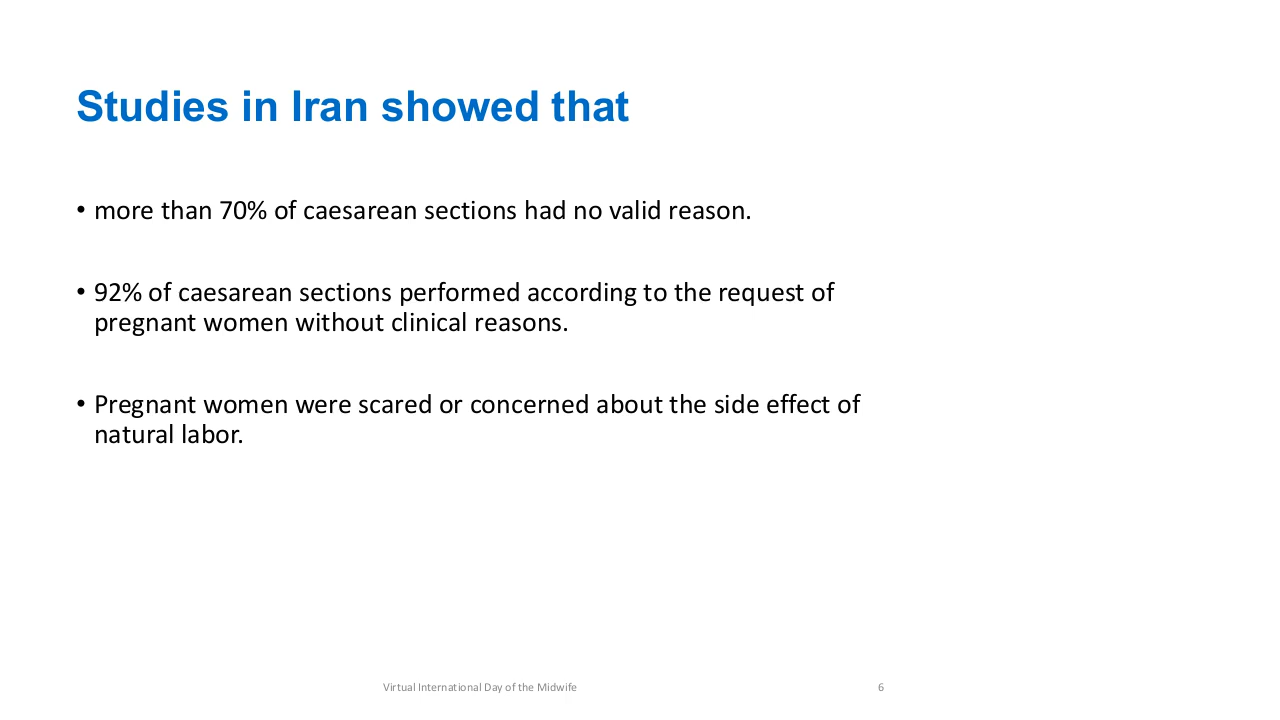 Studies in Iran showed that
• more than 70% of caesarean sections had no valid reason.
• 92% of caesarean sections performed according to the request of
pregnant women without clinical reasons.
• Pregnant women were scared or concerned about the side effect of
natural labor.
Virtual International Day of the Midwife
6